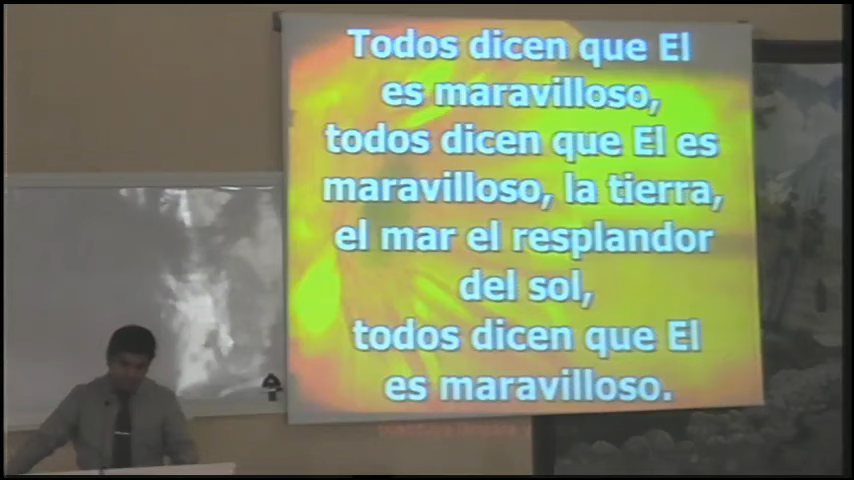 Todos dicen que El
es maravilloso,
todos dicen que El es
maravilloso, la tierra,
el mar el resplandor
del sol,
todos dicen que El
es maravilloso.